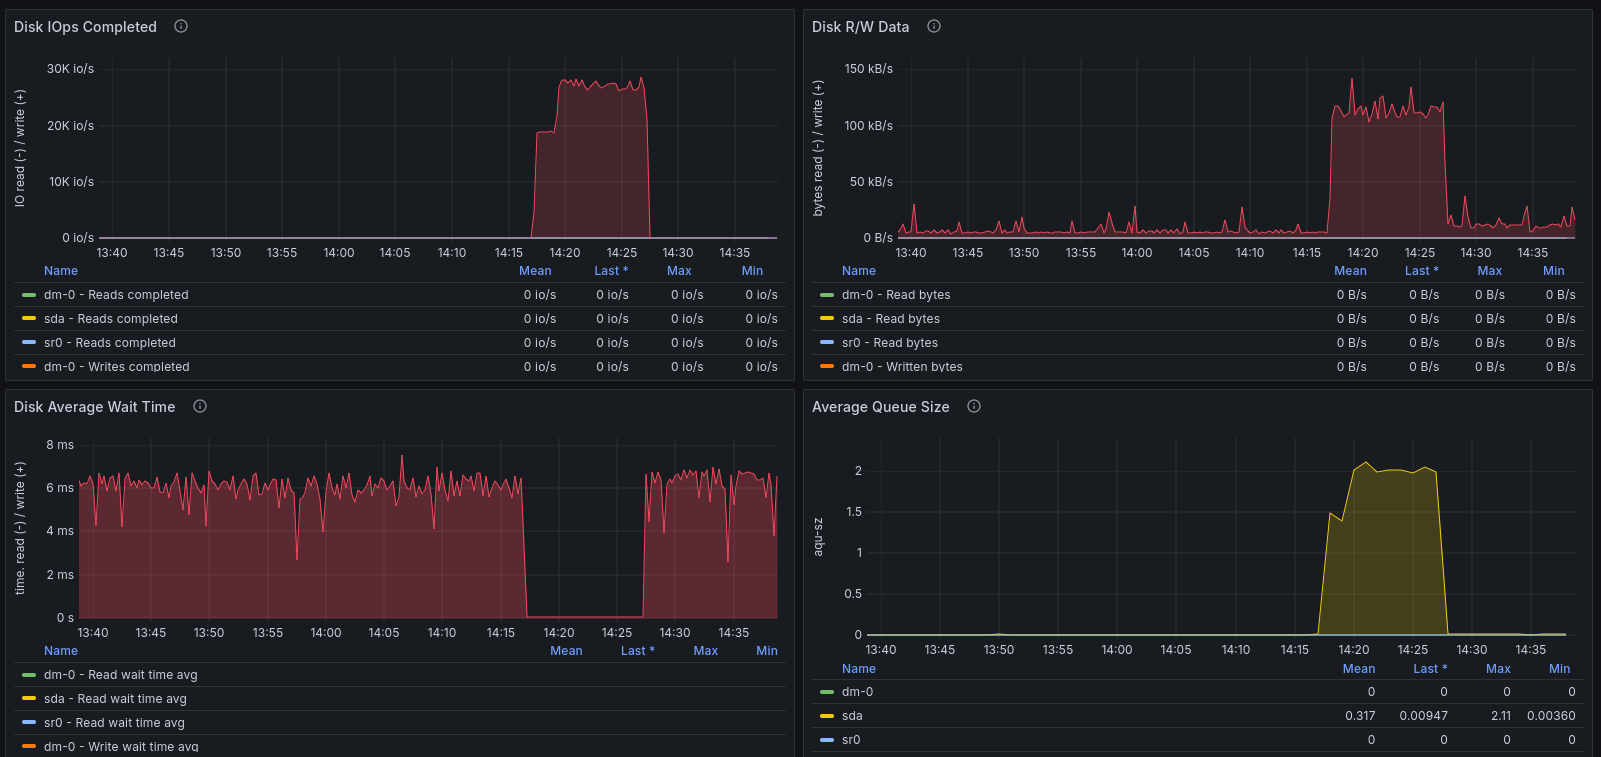 Disk IOps Completed
IO read (-) / write (+)
30K io/s
20K io/s
10K io/s
0 io/s
13:40 13:45 13:50 13:55 14:00 14:05 14:10 14:15 14:20 14:25 14:30 14:35
Name Mean Last * Max Min
dm-0 - Reads completed 0 io/s 0 io/s 0 io/s 0 io/s
sda - Reads completed 0 io/s 0 io/s 0 io/s 0 io/s
sr0 - Reads completed 0 io/s 0 io/s 0 io/s 0 io/s
dm-0 - Writes completed 0 io/s 0 io/s 0 io/s 0 io/s
Disk R/W Data
bytes read (-) / write (+)
150 kB/s
100 kB/s
50 kB/s
0 B/s
13:40 13:45 13:50 13:55 14:00 14:05 14:10 14:15 14:20 14:25 14:30 14:35
Name Mean Last * Max Min
dm-0 - Read bytes 0 B/s 0 B/s 0 B/s 0 B/s
sda - Read bytes 0 B/s 0 B/s 0 B/s 0 B/s
sr0 - Read bytes 0 B/s 0 B/s 0 B/s 0 B/s
dm-0 - Written bytes 0 B/s 0 B/s 0 B/s 0 B/s
Disk Average Wait Time
time. read (-) / write (+)
8 ms
6 ms
4 ms
2 ms
0 s
13:40 13:45 13:50 13:55 14:00 14:05 14:10 14:15 14:20 14:25 14:30 14:35
Name Mean Last * Max Min
dm-0 - Read wait time avg
sda - Read wait time avg
sr0 - Read wait time avg
dm-0 - Write wait time avg
Average Queue Size
aqu-sz
2
1.5
1
0.5
0
13:40 13:45 13:50 13:55 14:00 14:05 14:10 14:15 14:20 14:25 14:30 14:35
Name Mean Last * Max Min
dm-0 0 0 0 0
sda 0.317 0.00947 2.11 0.00360
sr0 0 0 0 0